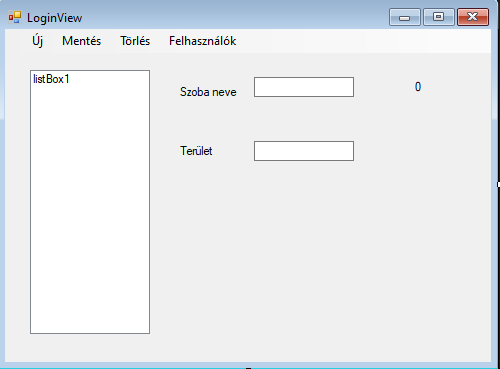 LoginView
Új Mentés Törlés Felhasználók
listBox1
Szoba neve
0
Terület